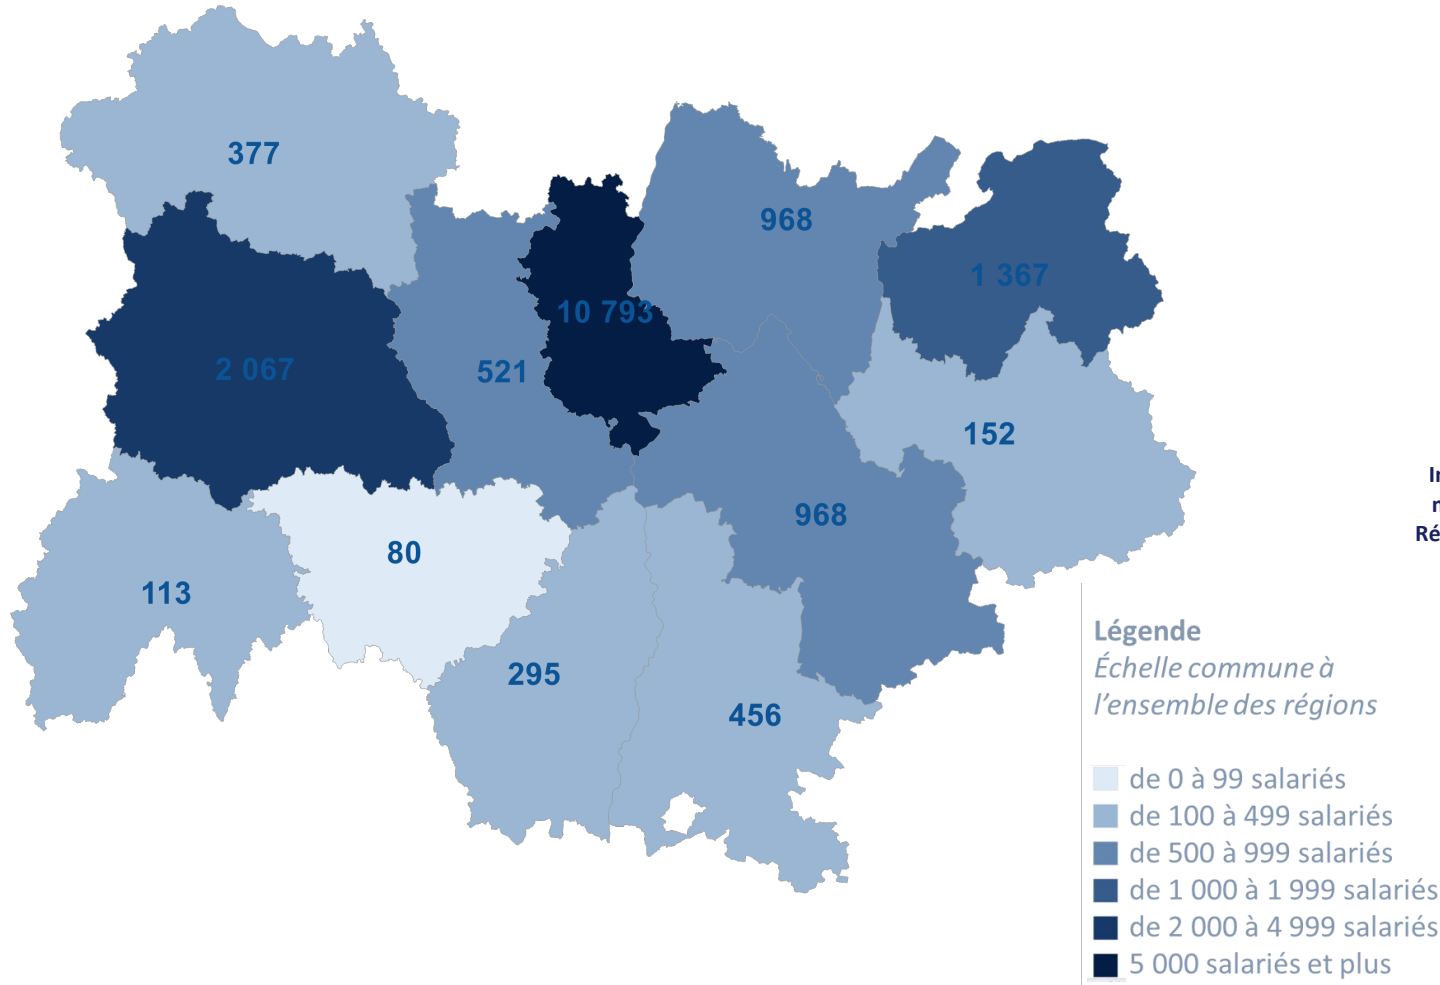 377
968
1 367
10 793
2 067
521
152
968
80
113
295
456
Légende
Échelle commune à
l'ensemble des régions
de 0 à 99 salariés
de 100 à 499 salariés
de 500 à 999 salariés
de 1 000 à 1 999 salariés
de 2 000 à 4 999 salariés
5 000 salariés et plus